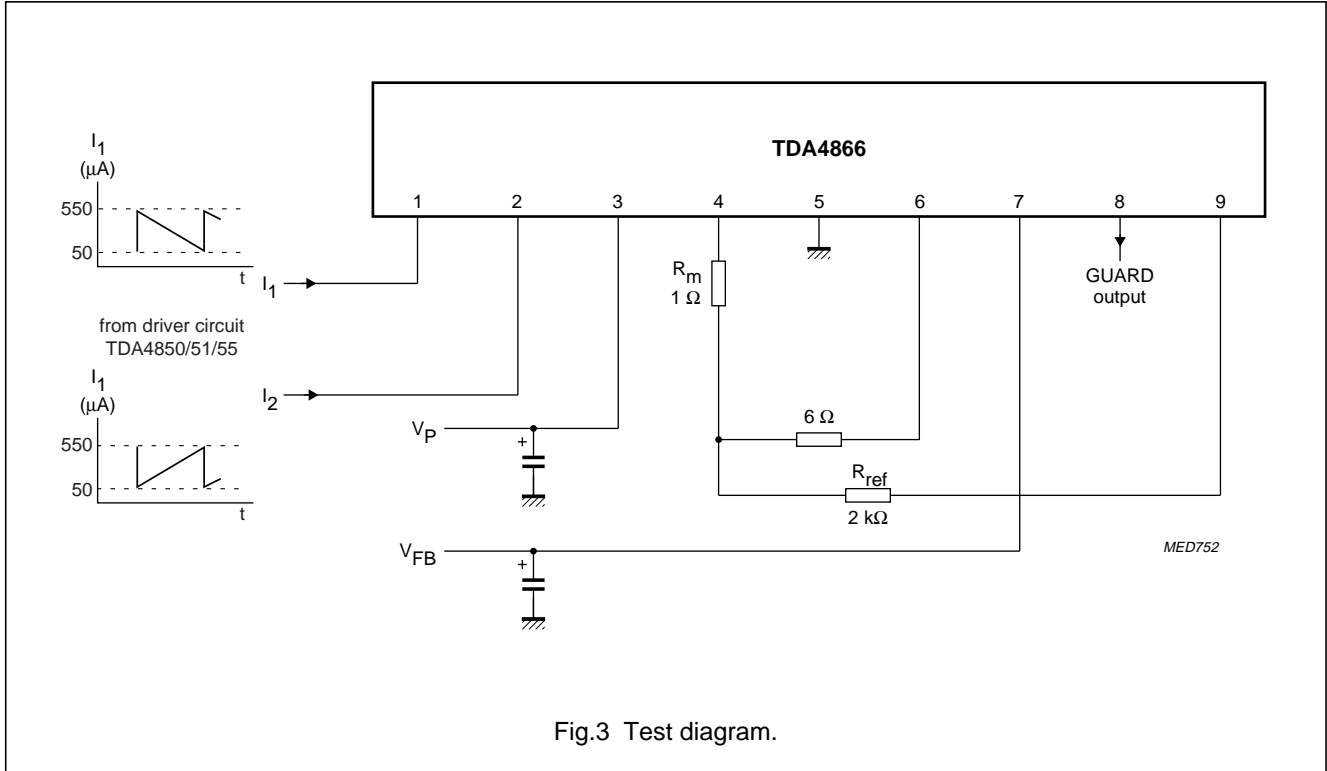 TDA4866
1 2 3 4 5 6 7 8 9
I1
(μA)
550
50
t
I1
from driver circuit
TDA4850/51/55
I1
(μA)
550
50
t
I2
Rm
1 Ω
GUARD
output
6 Ω
VP
+
Rref
2 kΩ
VFB
+
MED752
Fig.3 Test diagram.